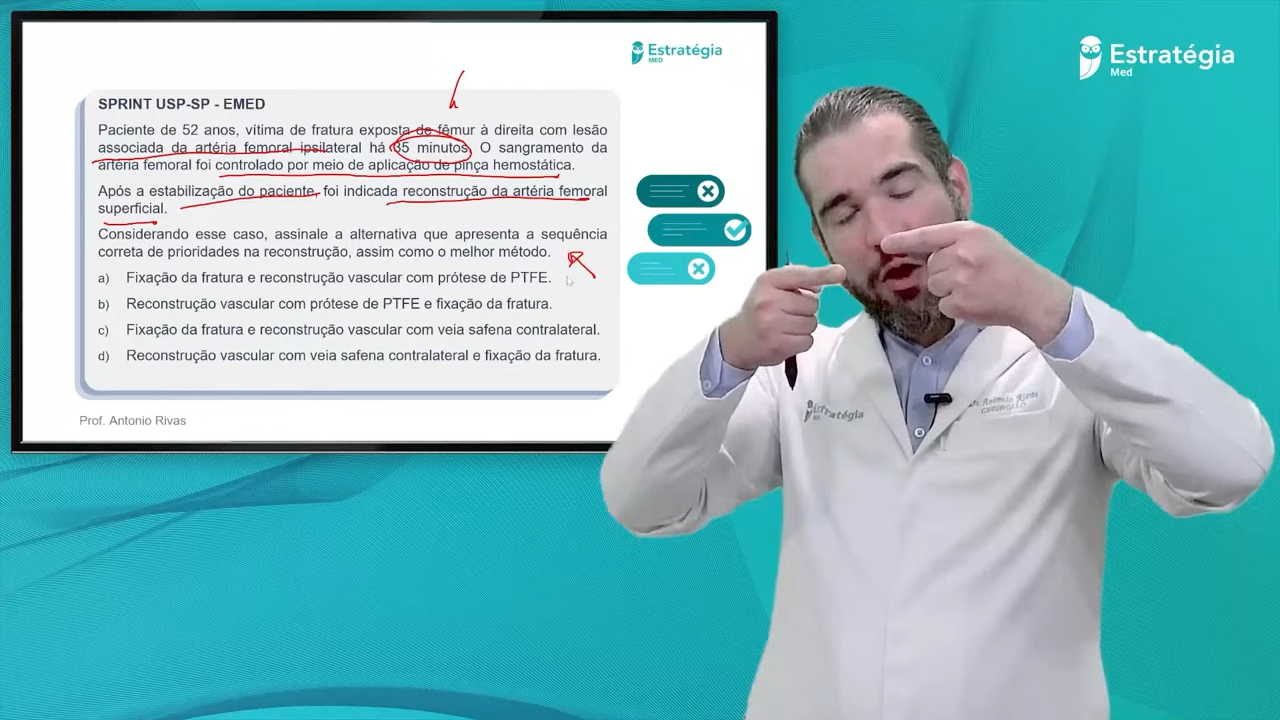 Estratégia
MED
Estratégia
Med
SPRINT USP-SP - EMED
Paciente de 52 anos, vítima de fratura exposta de fêmur à direita com lesão
associada da artéria femoral ipsilateral há 35 minutos. O sangramento da
artéria femoral foi controlado por meio de aplicação de pinça hemostática.
Após a estabilização do paciente, foi indicada reconstrução da artéria femoral
superficial.
Considerando esse caso, assinale a alternativa que apresenta a sequência
correta de prioridades na reconstrução, assim como o melhor método.
a) Fixação da fratura e reconstrução vascular com prótese de PTFE.
b) Reconstrução vascular com prótese de PTFE e fixação da fratura.
c) Fixação da fratura e reconstrução vascular com veia safena contralateral.
d) Reconstrução vascular com veia safena contralateral e fixação da fratura.
Prof. Antonio Rivas
Estratégia
Dr. Antonio Rivas
CIRURGIÃO